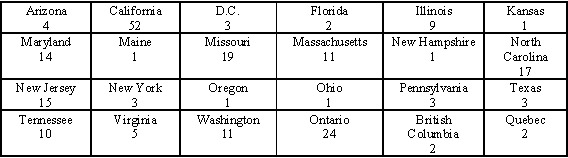 Arizona California D.C. Florida Illinois Kansas
4 52 3 2 9 1
Maryland Maine Missouri Massachusetts New Hampshire North
14 1 19 11 1 Carolina
17
New Jersey New York Oregon Ohio Pennsylvania Texas
15 3 1 1 3 3
Tennessee Virginia Washington Ontario British Quebec
10 5 11 24 Columbia 2
2